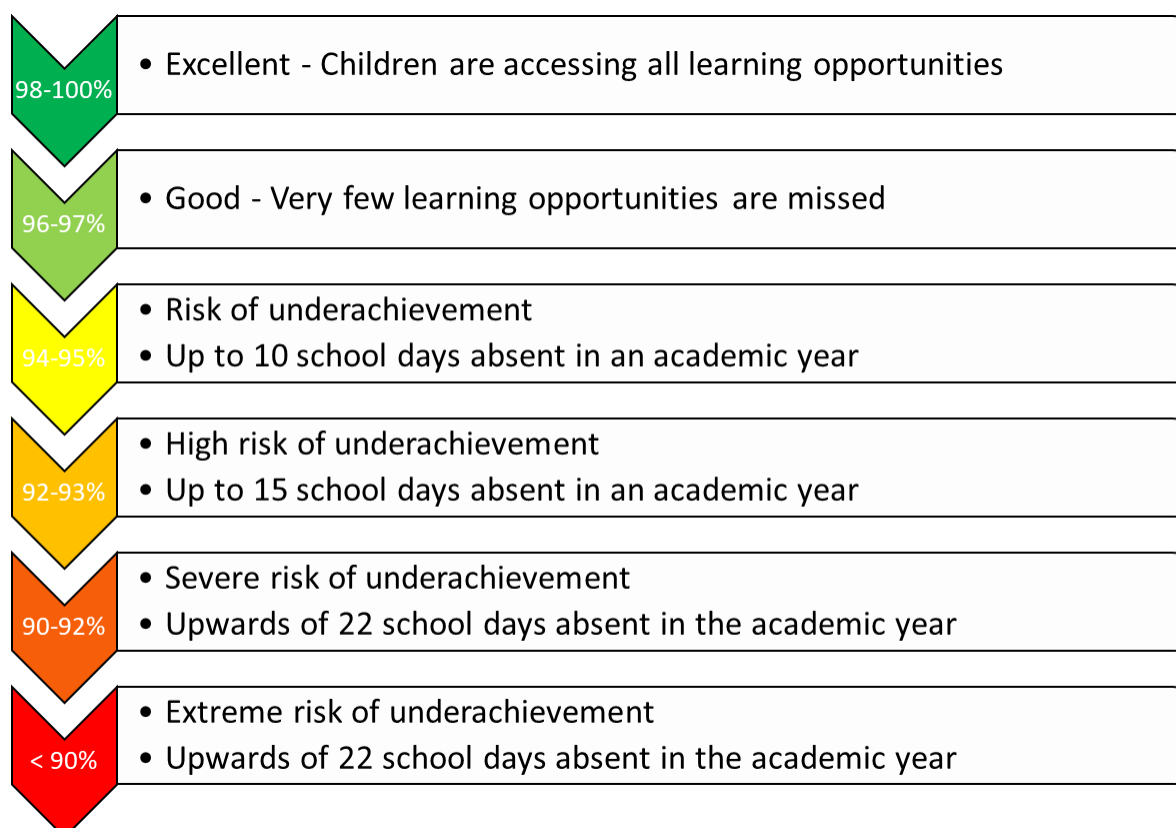 98-100%
• Excellent - Children are accessing all learning opportunities
96-97%
• Good - Very few learning opportunities are missed
94-95%
• Risk of underachievement
• Up to 10 school days absent in an academic year
92-93%
• High risk of underachievement
• Up to 15 school days absent in an academic year
90-92%
• Severe risk of underachievement
• Upwards of 22 school days absent in the academic year
< 90%
• Extreme risk of underachievement
• Upwards of 22 school days absent in the academic year